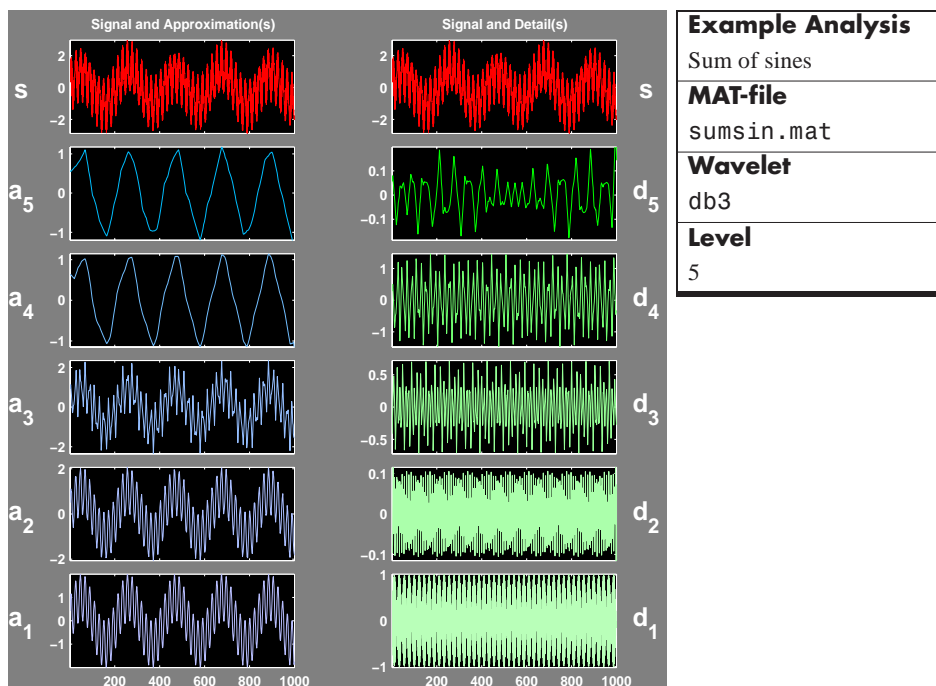 Signal and Approximation(s)
Signal and Detail(s)
s
2
0
−2
2
0
−2
s
a5
1
0
−1
0.1
0
−0.1
d5
a4
1
0
−1
1
0
−1
d4
a3
2
0
−2
0.5
0
−0.5
d3
a2
2
0
−2
0.1
0
−0.1
d2
a1
1
0
−1
1
0
−1
d1
200 400 600 800 1000
200 400 600 800 1000
Example Analysis
Sum of sines
MAT-file
sumsin.mat
Wavelet
db3
Level
5